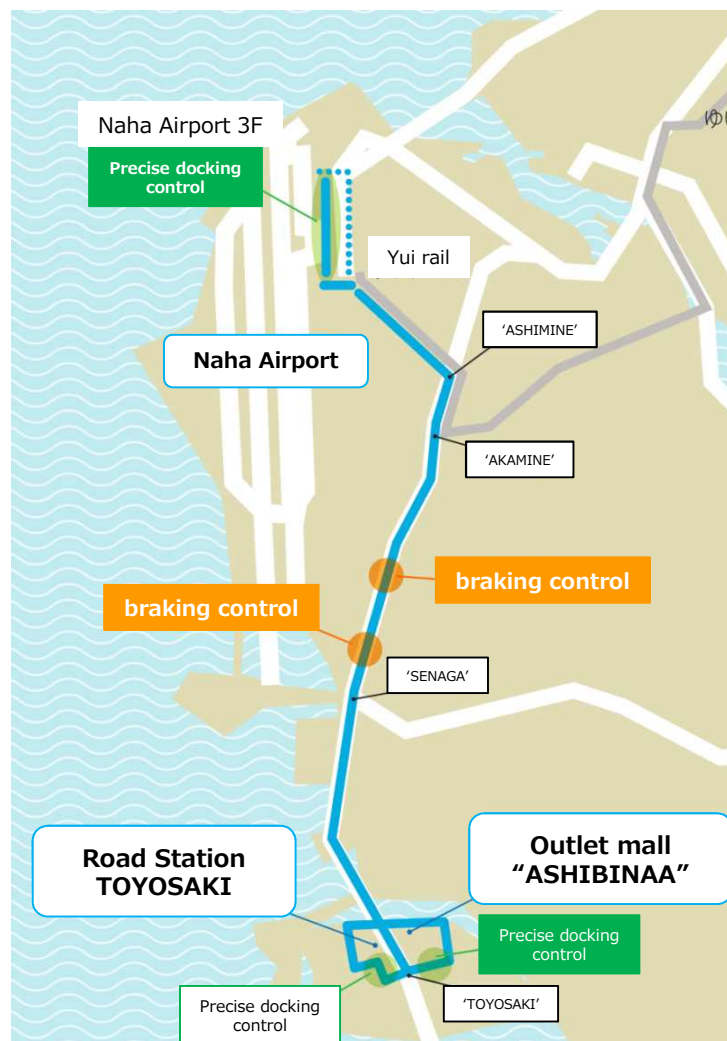 Naha Airport 3F
Precise docking
control
ゆ
Yui rail
'ASHIMINE'
Naha Airport
'AKAMINE'
braking control
braking control
'SENAGA'
Road Station
TOYOSAKI
Outlet mall
“ASHIBINAA”
Precise docking
control
Precise docking
control
'TOYOSAKI'